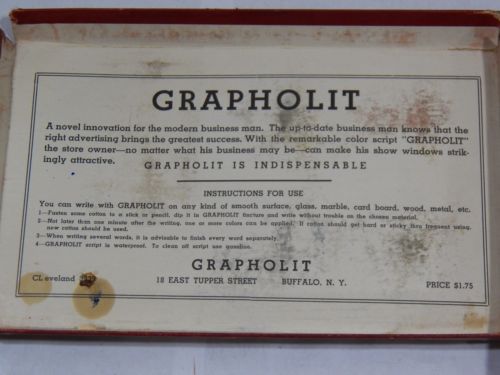 GRAPHOLIT
A novel innovation for the modern business man. The up-to-date business man knows that the
right advertising brings the greatest success. With the remarkable color script "GRAPHOLIT"
the store owner—no matter what his business may be—can make his show windows strik-
ingly attractive.
GRAPHOLIT IS INDISPENSABLE
INSTRUCTIONS FOR USE
You can write with GRAPHOLIT on any kind of smooth surface, glass, marble, card board, wood, metal, etc.
1—Fasten some cotton to a stick or pencil, dip it in GRAPHOLIT tincture and write without trouble on the chosen material.
2—Not later than one minute after the writing, one or more colors can be applied. If cotton should get hard or sticky thru frequent using,
new cotton should be used.
3—When writing several words, it is advisable to finish every word separately.
4—GRAPHOLIT script is waterproof. To clean off script use gasoline.
GRAPHOLIT
CLeveland
18 EAST TUPPER STREET BUFFALO, N. Y.
PRICE $1.75